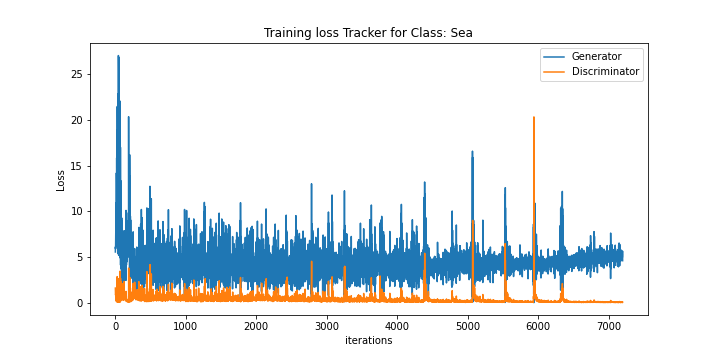 Training loss Tracker for Class: Sea
Generator
Discriminator
Loss
25
20
15
10
5
0
0 1000 2000 3000 4000 5000 6000 7000
iterations